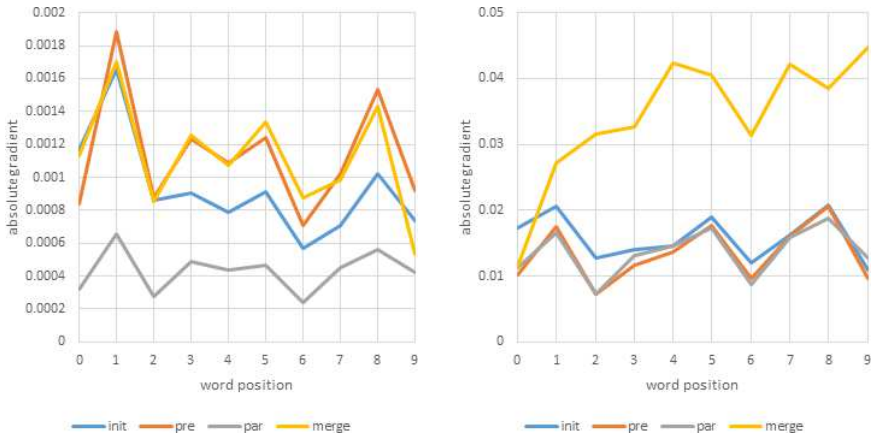 0.002
0.0018
0.0016
0.0014
0.0012
0.001
0.0008
0.0006
0.0004
0.0002
0
absolutegradient
0 1 2 3 4 5 6 7 8 9
word position
init pre par merge
0.05
0.04
0.03
0.02
0.01
0
absolutegradient
0 1 2 3 4 5 6 7 8 9
word position
init pre par merge